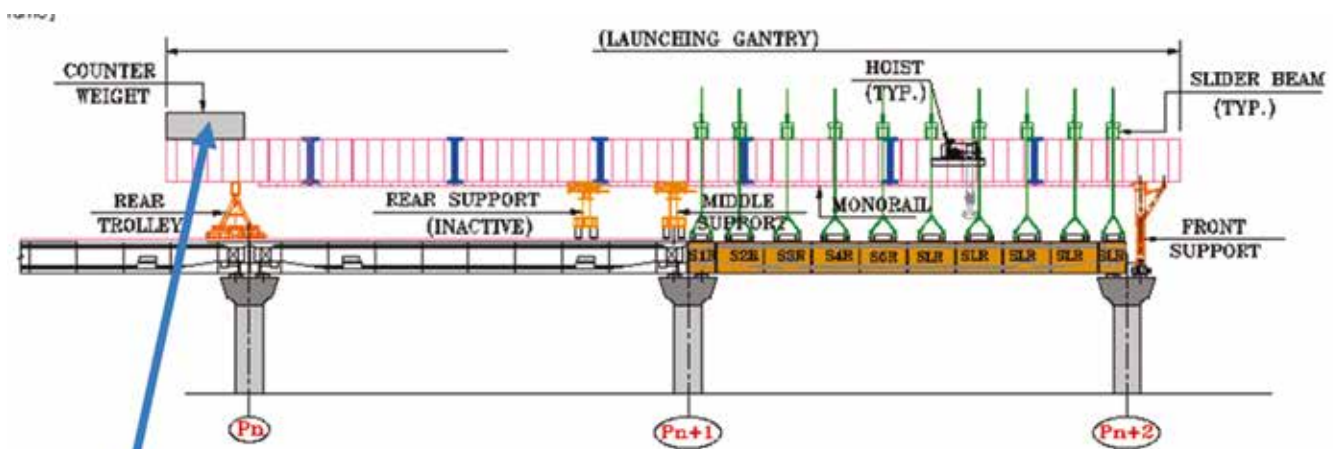 (LAUNCHING GANTRY)
COUNTER
WEIGHT
HOIST
(TYP.)
SLIDER BEAM
(TYP.)
REAR
TROLLEY
REAR SUPPORT
(INACTIVE)
MIDDLE
SUPPORT
MONORAIL
FRONT
SUPPORT
S1R S2R S3R S4R S5R SLR SLR SLR SLR SLR
Pn
Pn+1
Pn+2